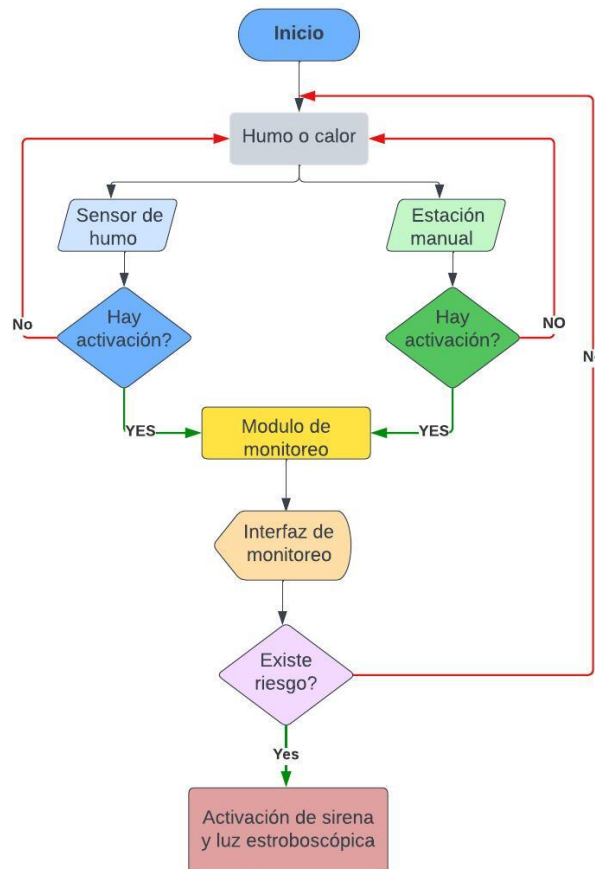 Inicio
Humo o calor
Sensor de
humo
Estación
manual
Hay
activación?
No
Hay
activación?
NO
YES
YES
Modulo de
monitoreo
Interfaz de
monitoreo
Existe
riesgo?
Yes
Activación de sirena
y luz estroboscópica